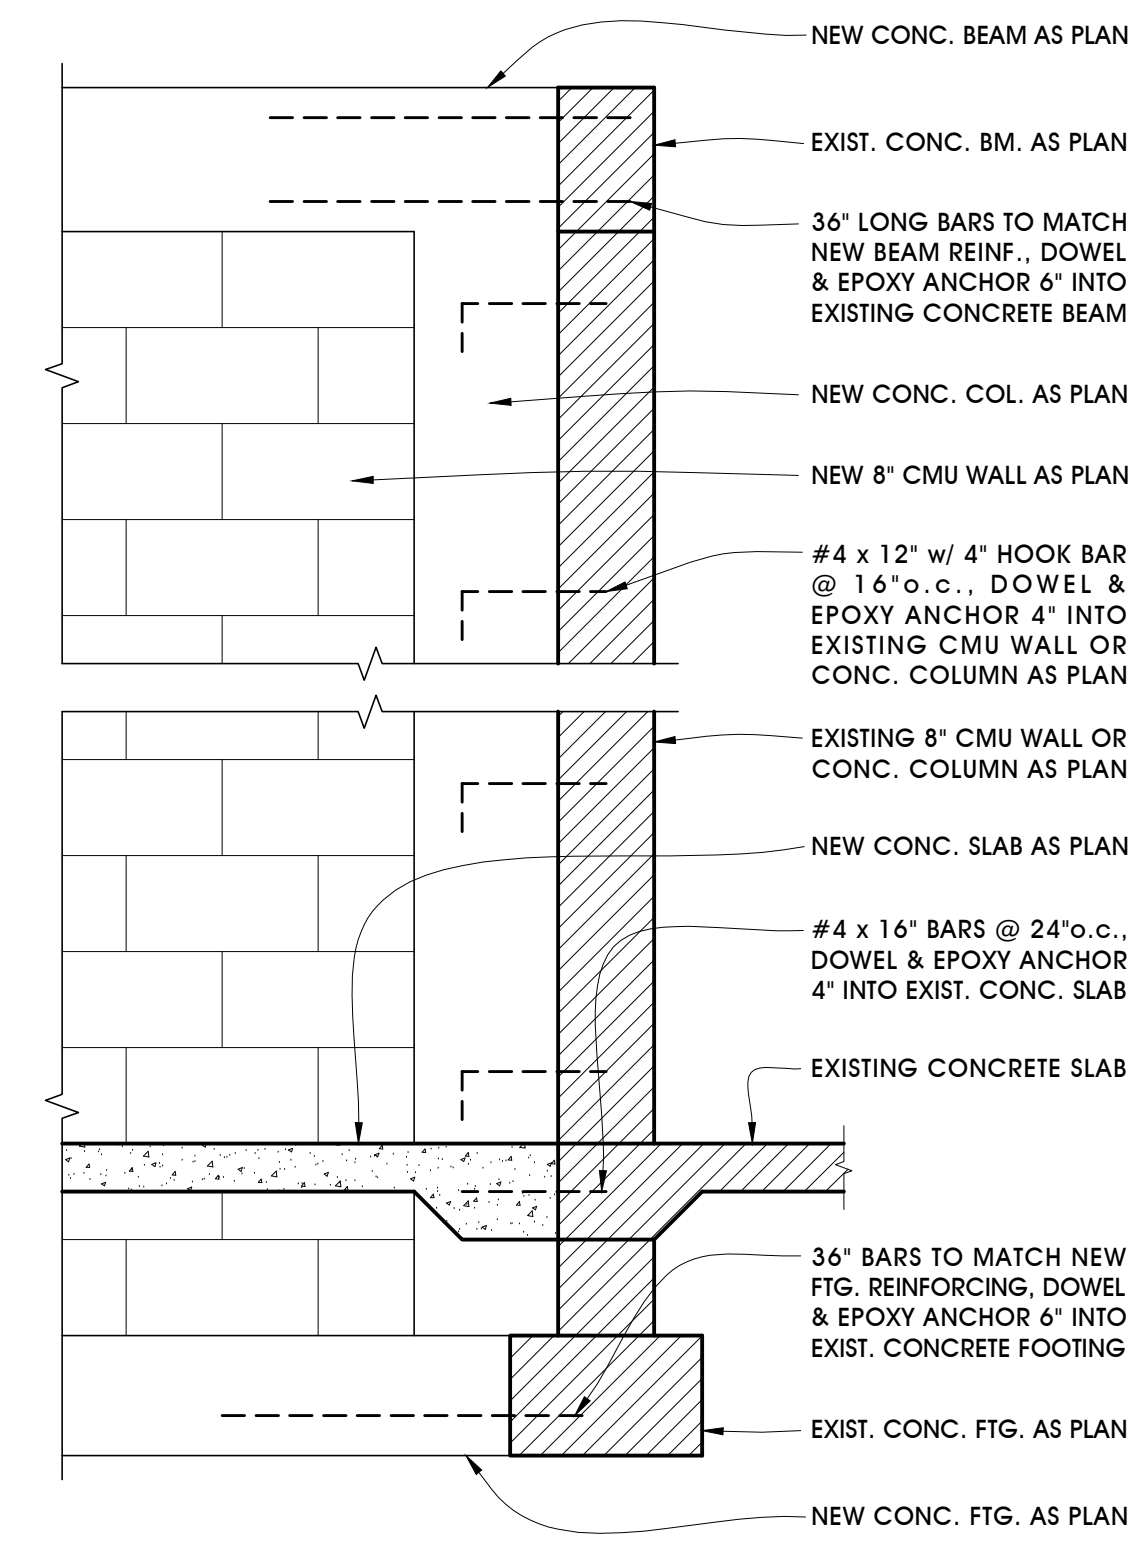 NEW CONC. BEAM AS PLAN
EXIST. CONC. BM. AS PLAN
36" LONG BARS TO MATCH
NEW BEAM REINF., DOWEL
& EPOXY ANCHOR 6" INTO
EXISTING CONCRETE BEAM
NEW CONC. COL. AS PLAN
NEW 8" CMU WALL AS PLAN
#4 x 12" w/ 4" HOOK BAR
@ 16"o.c., DOWEL &
EPOXY ANCHOR 4" INTO
EXISTING CMU WALL OR
CONC. COLUMN AS PLAN
EXISTING 8" CMU WALL OR
CONC. COLUMN AS PLAN
NEW CONC. SLAB AS PLAN
#4 x 16" BARS @ 24"o.c.,
DOWEL & EPOXY ANCHOR
4" INTO EXIST. CONC. SLAB
EXISTING CONCRETE SLAB
36" BARS TO MATCH NEW
FTG. REINFORCING, DOWEL
& EPOXY ANCHOR 6" INTO
EXIST. CONCRETE FOOTING
EXIST. CONC. FTG. AS PLAN
NEW CONC. FTG. AS PLAN